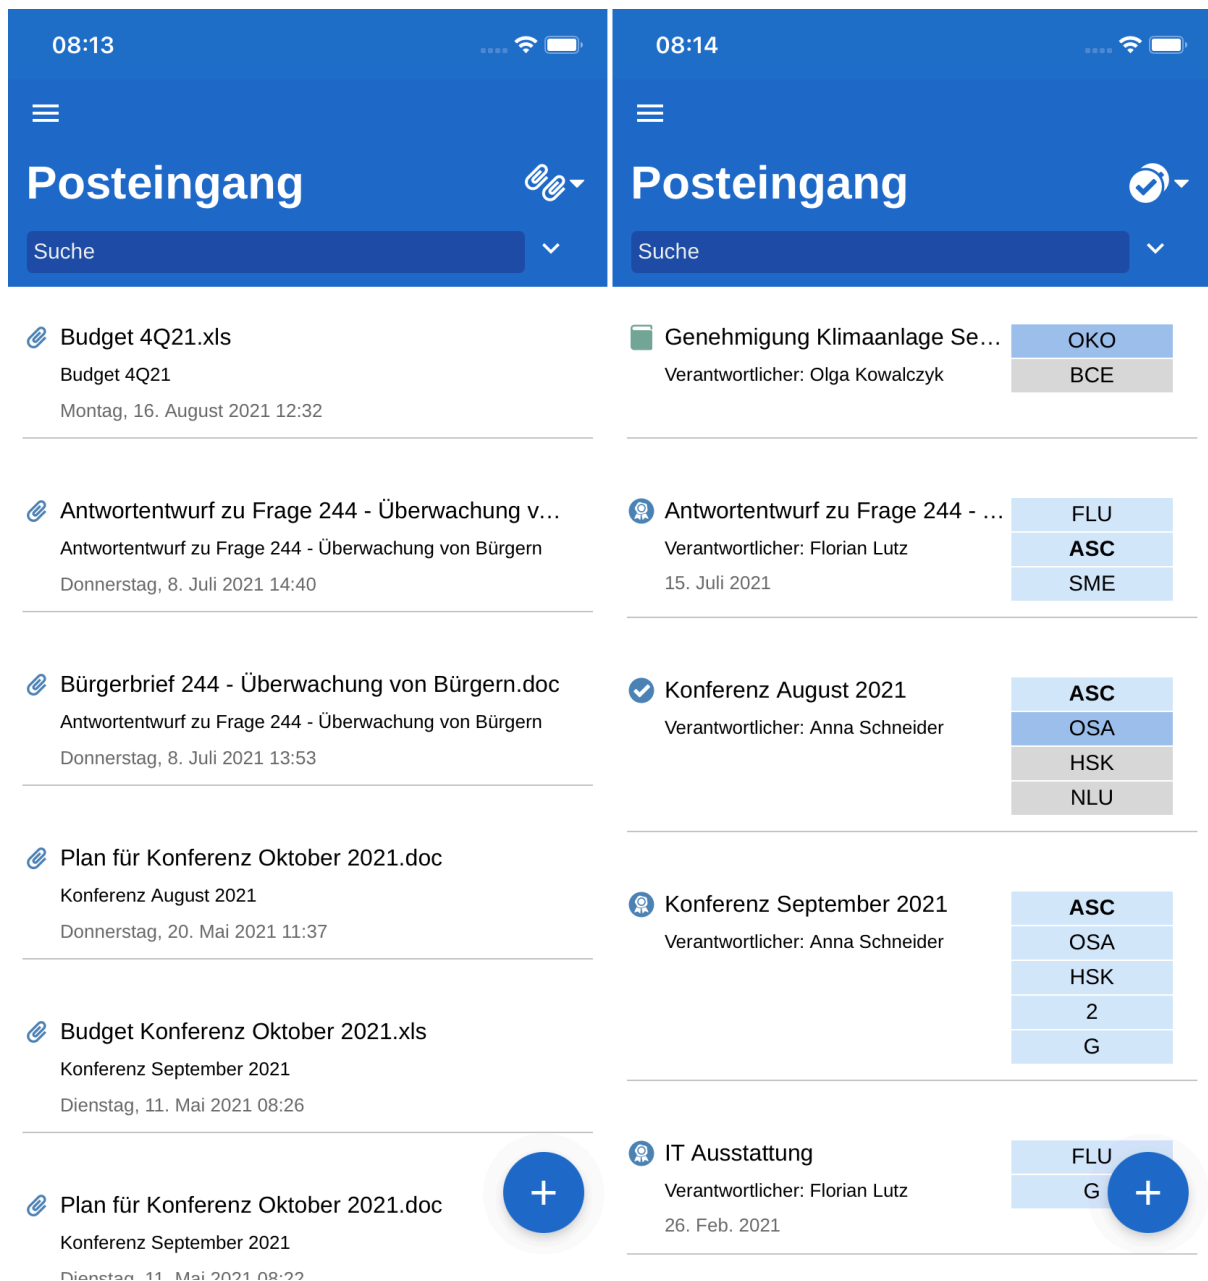 08:13
Posteingang
Suche
Budget 4Q21.xls
Budget 4Q21
Montag, 16. August 2021 12:32
Antwortentwurf zu Frage 244 - Überwachung v...
Antwortentwurf zu Frage 244 - Überwachung von Bürgern
Donnerstag, 8. Juli 2021 14:40
Bürgerbrief 244 - Überwachung von Bürgern.doc
Antwortentwurf zu Frage 244 - Überwachung von Bürgern
Donnerstag, 8. Juli 2021 13:53
Plan für Konferenz Oktober 2021.doc
Konferenz August 2021
Donnerstag, 20. Mai 2021 11:37
Budget Konferenz Oktober 2021.xls
Konferenz September 2021
Dienstag, 11. Mai 2021 08:26
Plan für Konferenz Oktober 2021.doc
Konferenz September 2021
Dienstag, 11. Mai 2021 08:22
08:14
Posteingang
Suche
Genehmigung Klimaanlage Se...
Verantwortlicher: Olga Kowalczyk
OKO
BCE
Antwortentwurf zu Frage 244 - ...
Verantwortlicher: Florian Lutz
15. Juli 2021
FLU
ASC
SME
Konferenz August 2021
Verantwortlicher: Anna Schneider
ASC
OSA
HSK
NLU
Konferenz September 2021
Verantwortlicher: Anna Schneider
ASC
OSA
HSK
2
G
IT Ausstattung
Verantwortlicher: Florian Lutz
26. Feb. 2021
FLU
G